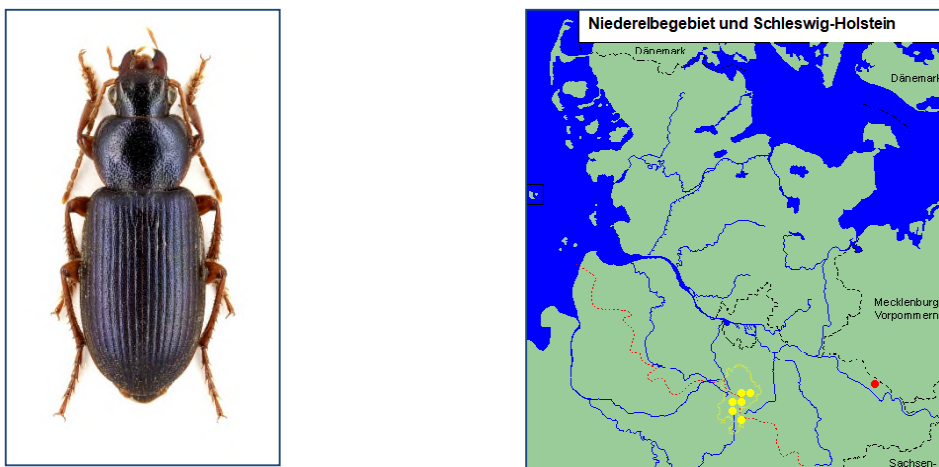 Niederelbegebiet und Schleswig-Holstein
Dänemark
Dänemark
Mecklenburg
Vorpommern
Sachsen-